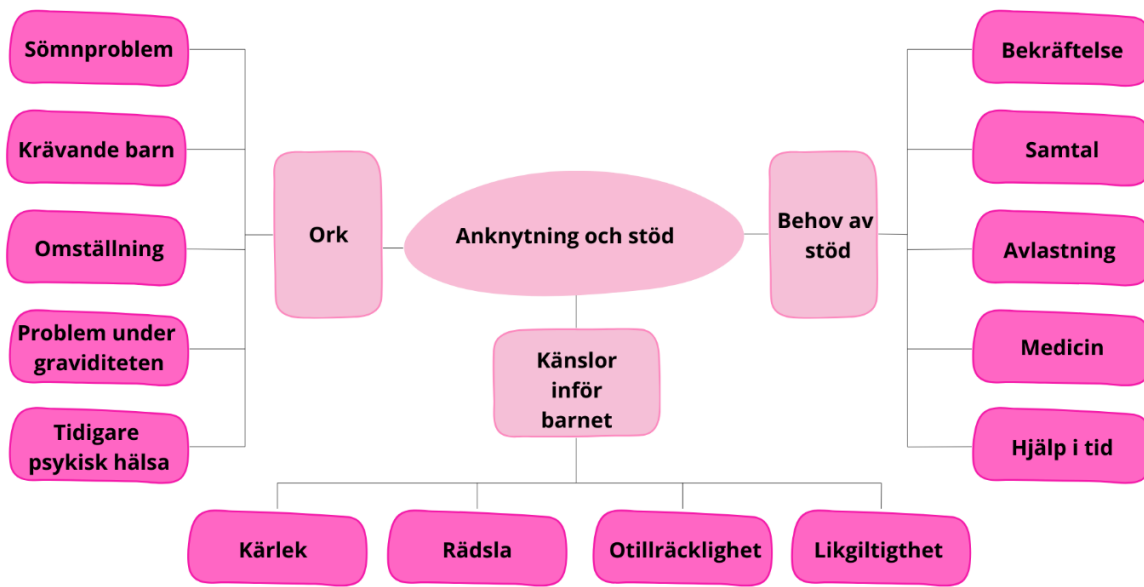 Sömnproblem
Krävande barn
Omställning
Problem under
graviditeten
Tidigare
psykisk hälsa
Ork
Anknytning och stöd
Behov av
stöd
Känslor
inför
barnet
Bekräftelse
Samtal
Avlastning
Medicin
Hjälp i tid
Kärlek
Rädsla
Otillräcklighet
Likgiltigthet